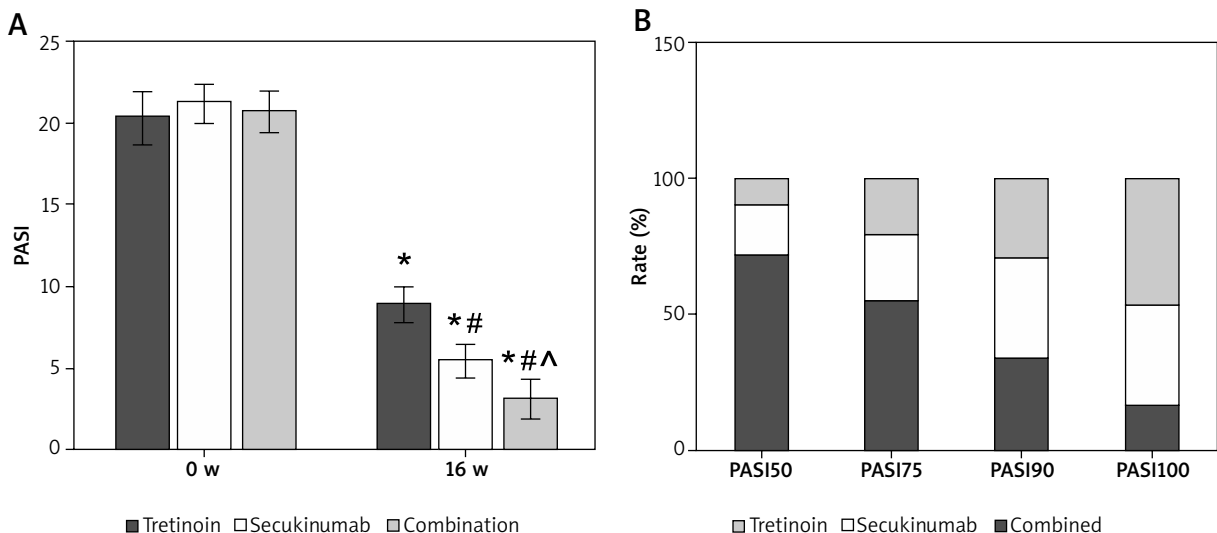 A
25
20
15
10
5
0
PASI
*
*#
*#^
0 w
16 w
Tretinoin Secukinumab Combination
B
150
100
50
0
Rate (%)
PASI50 PASI75 PASI90 PASI100
Tretinoin Secukinumab Combined